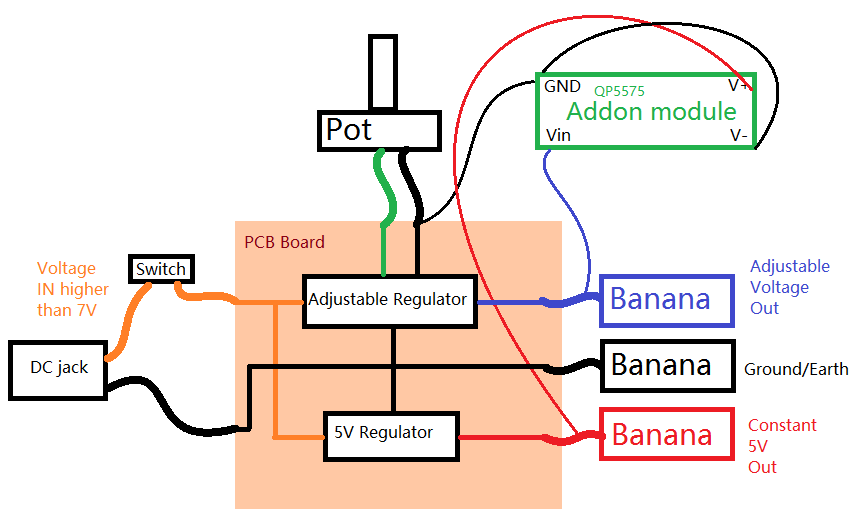 Pot
GND
QP5575
V+
Addon module
Vin
V-
PCB Board
Voltage
IN higher
than 7V
Switch
Adjustable Regulator
Banana
Adjustable
Voltage
Out
DC jack
Banana
Ground/Earth
5V Regulator
Banana
Constant
5V
Out